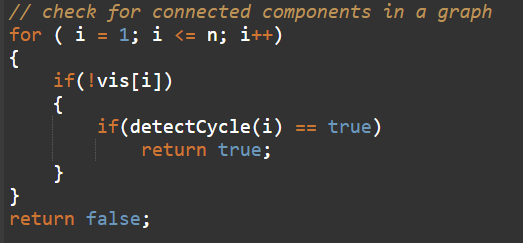 // check for connected components in a graph
for ( i = 1; i <= n; i++)
{
    if(!vis[i])
    {
        if(detectCycle(i) == true)
            return true;
    }
}
return false;